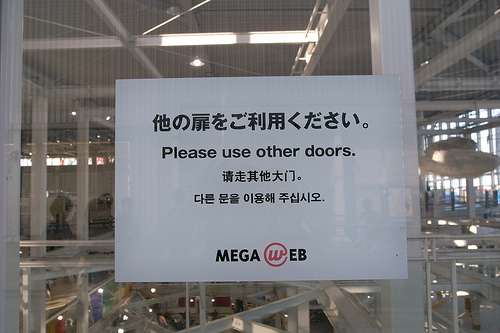 他の扉をご利用ください。
Please use other doors.
请走其他大门。
다른 문을 이용해 주십시오.
MEGA WEB